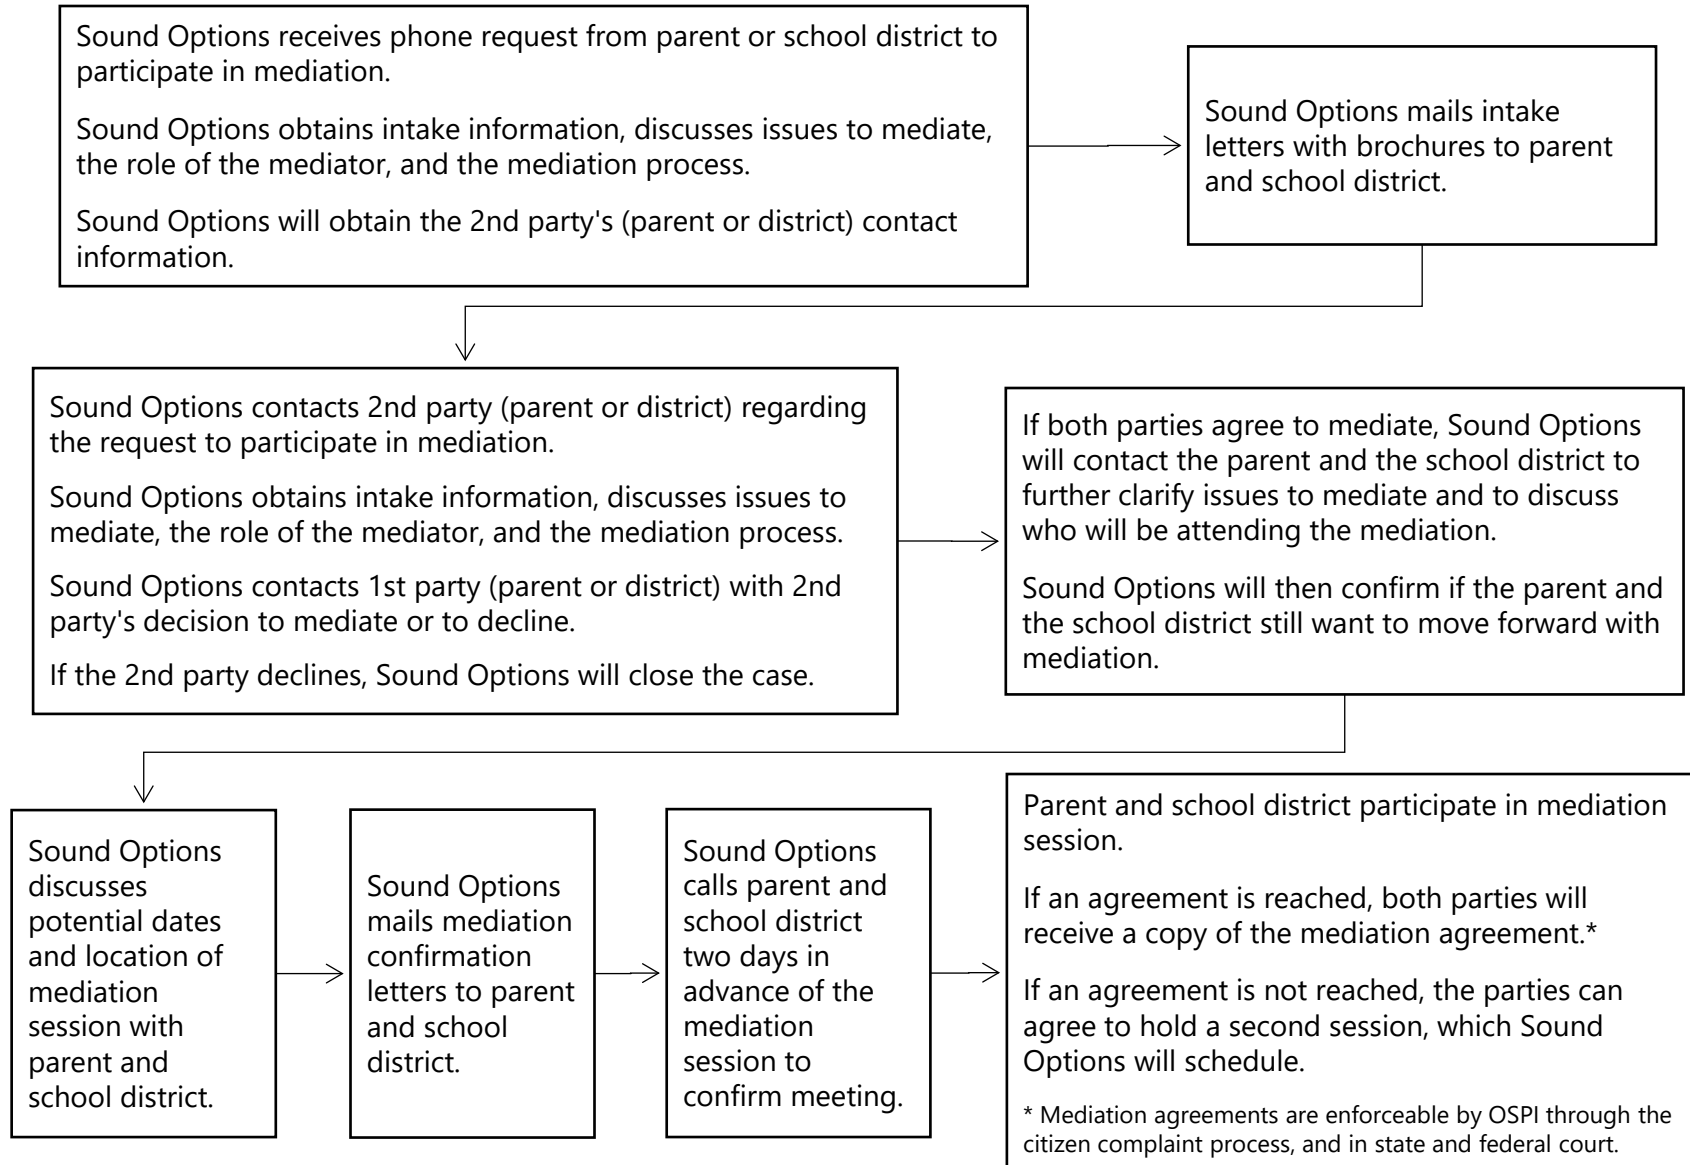 Sound Options receives phone request from parent or school district to
participate in mediation.
Sound Options obtains intake information, discusses issues to mediate,
the role of the mediator, and the mediation process.
Sound Options will obtain the 2nd party's (parent or district) contact
information.
Sound Options mails intake
letters with brochures to parent
and school district.
Sound Options contacts 2nd party (parent or district) regarding
the request to participate in mediation.
Sound Options obtains intake information, discusses issues to
mediate, the role of the mediator, and the mediation process.
Sound Options contacts 1st party (parent or district) with 2nd
party's decision to mediate or to decline.
If the 2nd party declines, Sound Options will close the case.
If both parties agree to mediate, Sound Options
will contact the parent and the school district to
further clarify issues to mediate and to discuss
who will be attending the mediation.
Sound Options will then confirm if the parent and
the school district still want to move forward with
mediation.
Sound Options
discusses
potential dates
and location of
mediation
session with
parent and
school district.
Sound Options
mails mediation
confirmation
letters to parent
and school
district.
Sound Options
calls parent and
school district
two days in
advance of the
mediation
session to
confirm meeting.
Parent and school district participate in mediation
session.
If an agreement is reached, both parties will
receive a copy of the mediation agreement.*
If an agreement is not reached, the parties can
agree to hold a second session, which Sound
Options will schedule.
* Mediation agreements are enforceable by OSPI through the
citizen complaint process, and in state and federal court.